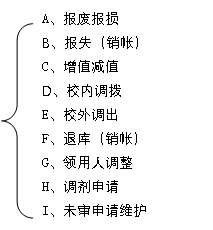 A、报废报损
B、报失（销帐）
C、增值减值
D、校内调拨
E、校外调出
F、退库（销帐）
G、领用人调整
H、调剂申请
I、未审申请维护